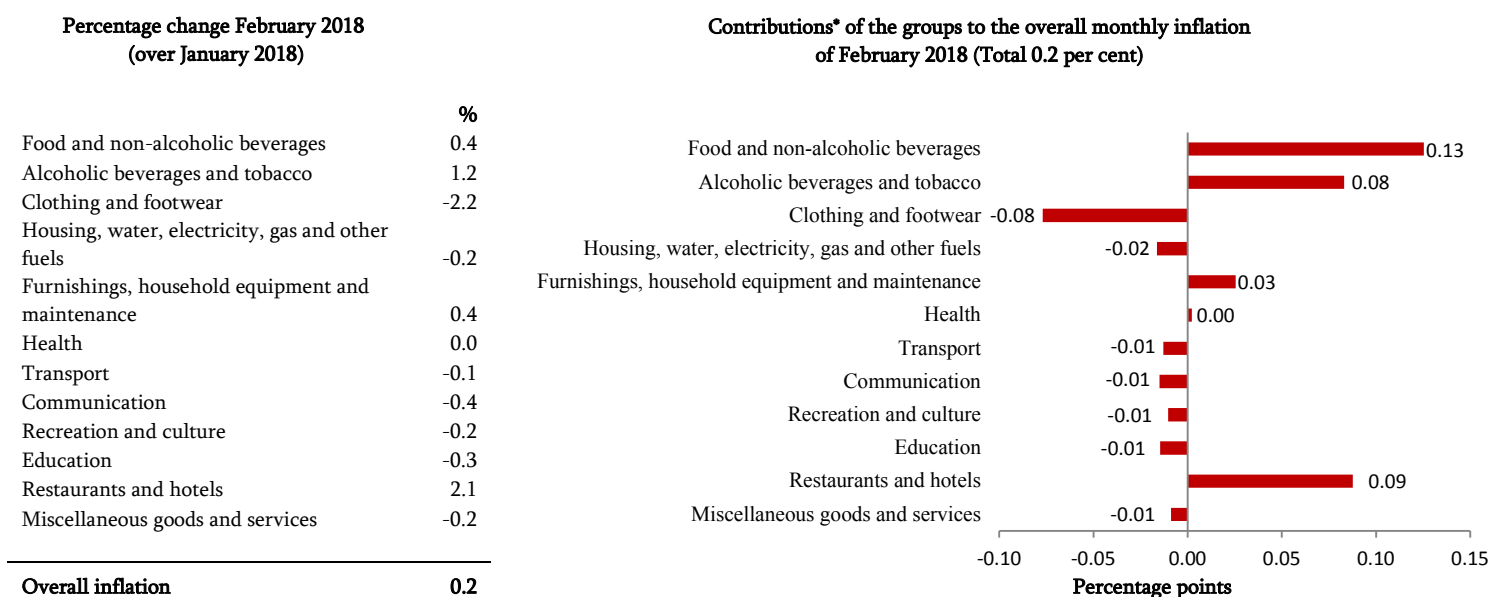 Percentage change February 2018
(over January 2018)
%
Food and non-alcoholic beverages 0.4
Alcoholic beverages and tobacco 1.2
Clothing and footwear -2.2
Housing, water, electricity, gas and other
fuels -0.2
Furnishings, household equipment and
maintenance 0.4
Health 0.0
Transport -0.1
Communication -0.4
Recreation and culture -0.2
Education -0.3
Restaurants and hotels 2.1
Miscellaneous goods and services -0.2
Overall inflation 0.2
Contributions* of the groups to the overall monthly inflation
of February 2018 (Total 0.2 per cent)
Food and non-alcoholic beverages 0.13
Alcoholic beverages and tobacco 0.08
Clothing and footwear -0.08
Housing, water, electricity, gas and other fuels -0.02
Furnishings, household equipment and maintenance 0.03
Health 0.00
Transport -0.01
Communication -0.01
Recreation and culture -0.01
Education -0.01
Restaurants and hotels 0.09
Miscellaneous goods and services -0.01
-0.10 -0.05 0.00 0.05 0.10 0.15
Percentage points